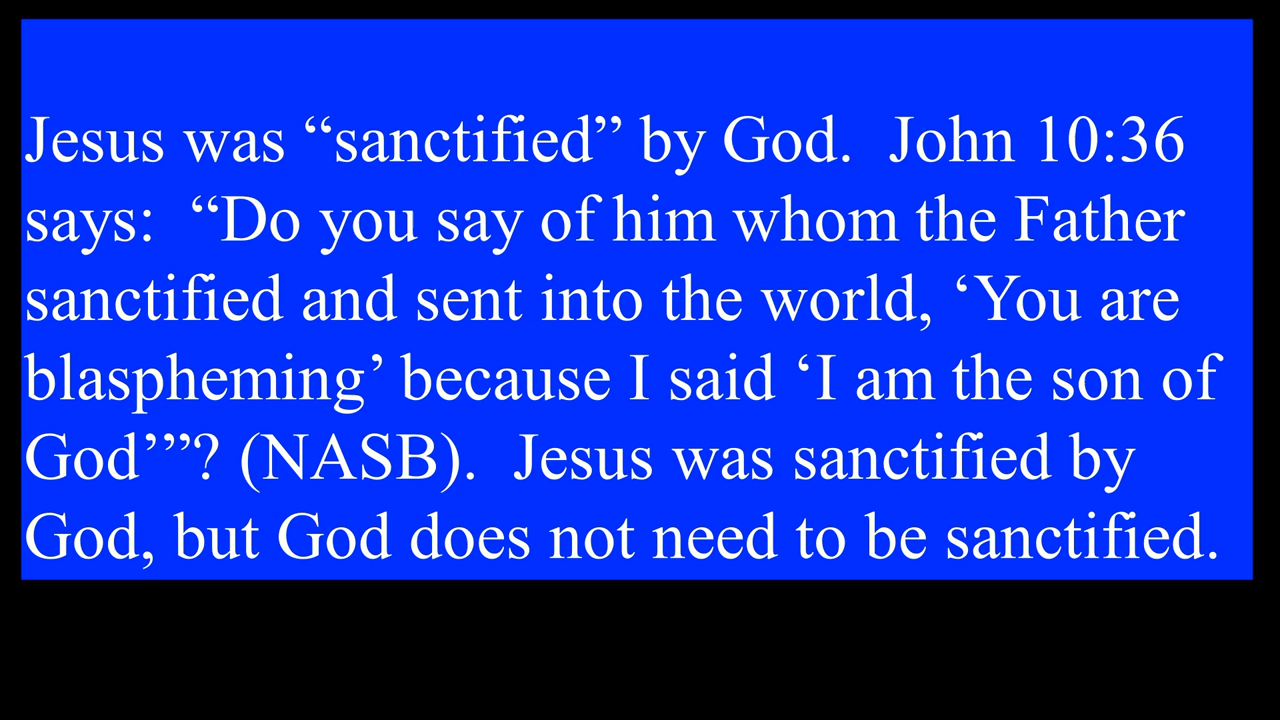 Jesus was “sanctified” by God.  John 10:36
says:  “Do you say of him whom the Father
sanctified and sent into the world, ‘You are
blaspheming’ because I said ‘I am the son of
God’”? (NASB).  Jesus was sanctified by
God, but God does not need to be sanctified.